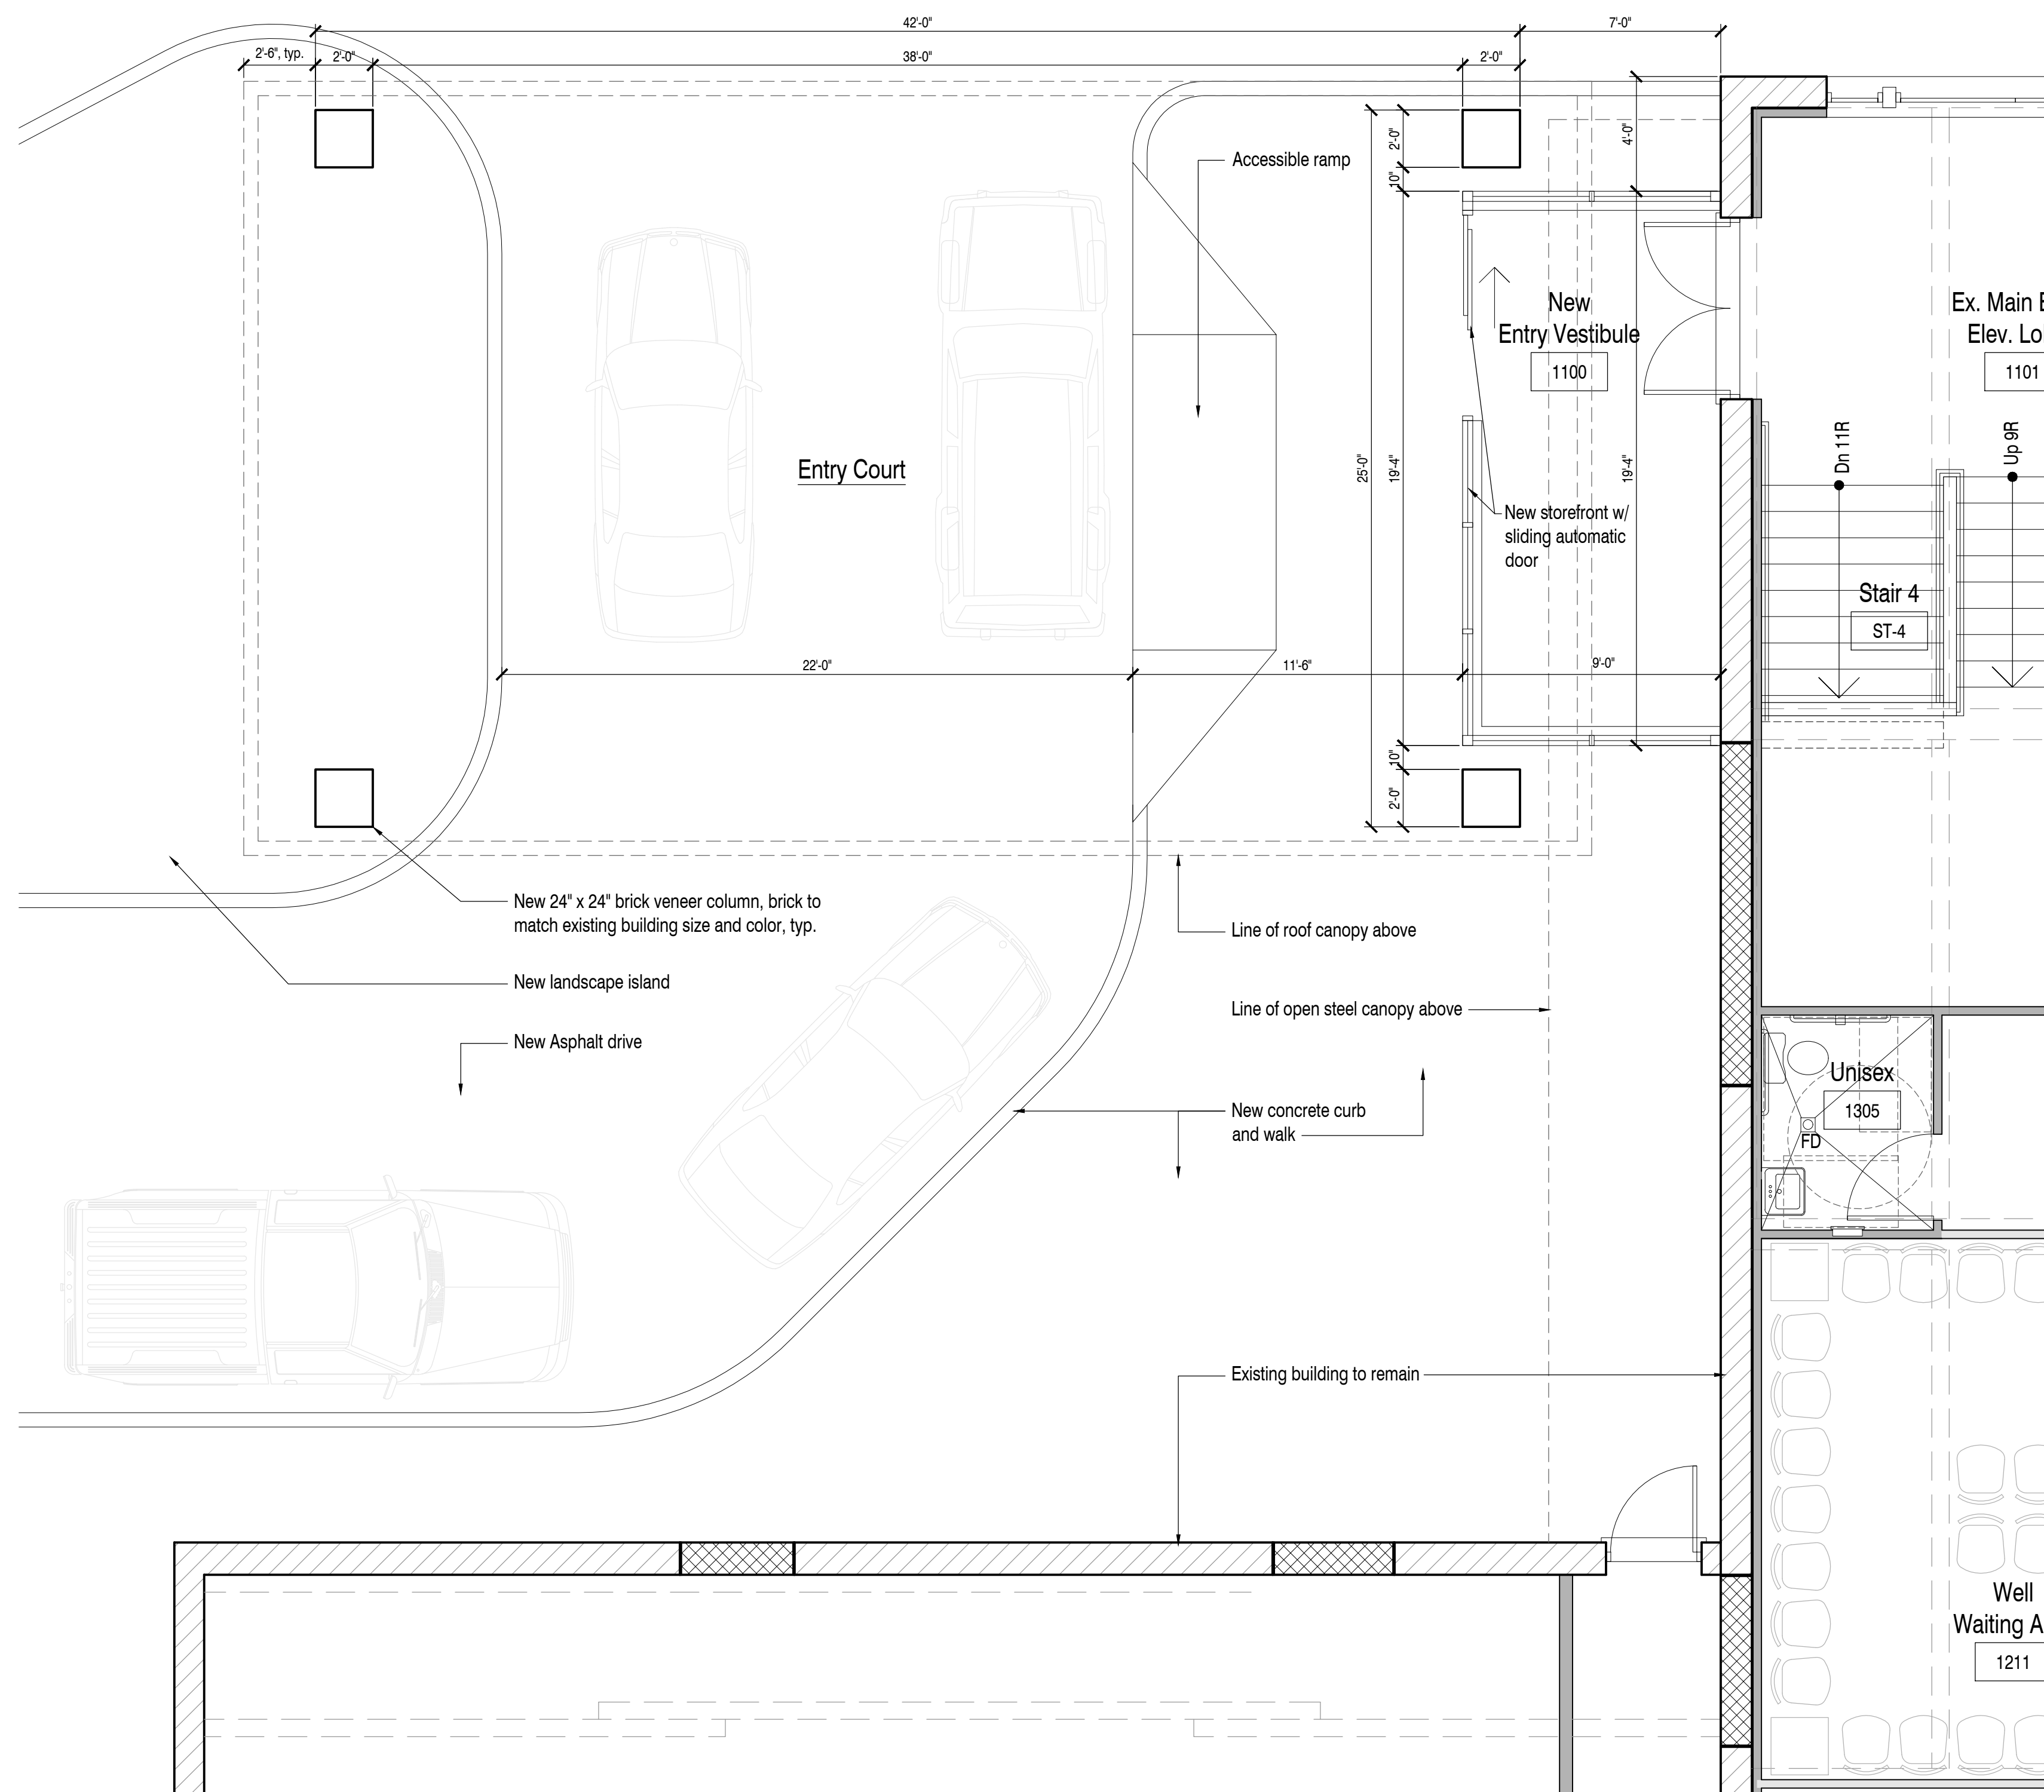 42'-0"
7'-0"
2'-6", typ.
2'-0"
38'-0"
2'-0"
4'-0"
2'-0"
10"
Accessible ramp
New
Entry Vestibule
1100
Ex. Main
Elev. Lo
1101
Dn 11R
Up 9R
Entry Court
25'-0"
19'-4"
19'-4"
New storefront w/
sliding automatic
door
Stair 4
ST-4
22'-0"
11'-6"
9'-0"
10"
2'-0"
New 24" x 24" brick veneer column, brick to
match existing building size and color, typ.
Line of roof canopy above
New landscape island
Line of open steel canopy above
New Asphalt drive
Unisex
1305
FD
New concrete curb
and walk
Existing building to remain
Well
Waiting A
1211